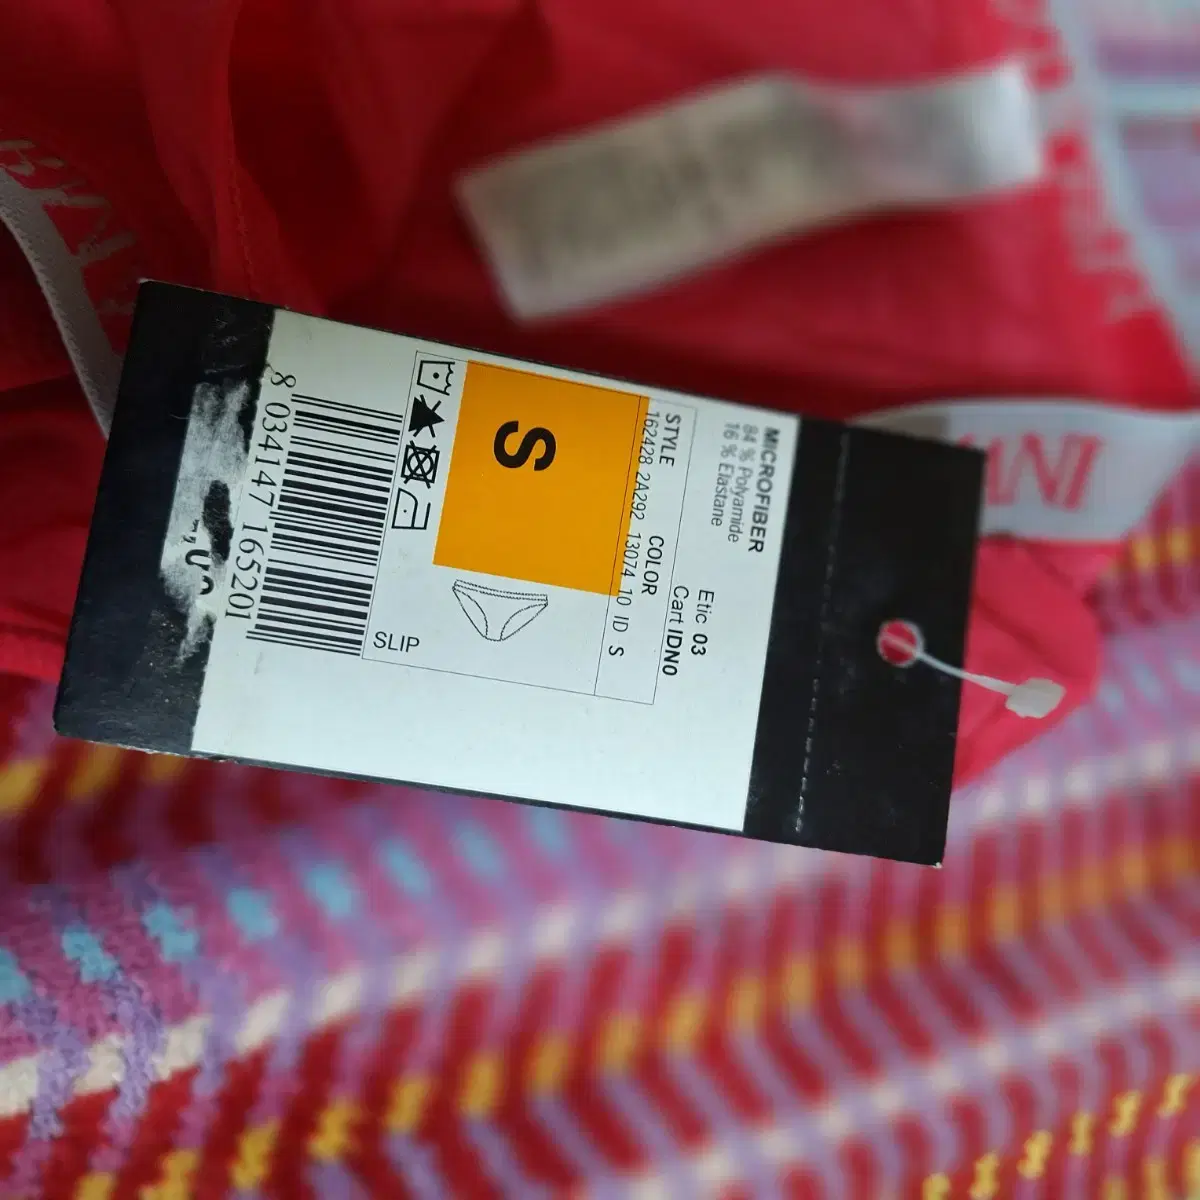 MICROFIBER
84 % Polyamide
16 % Elastane
Etic 03
Cart IDN0
STYLE COLOR
162428 2A292 13074 10 ID S
S
SLIP
8 034147 165201
ANI